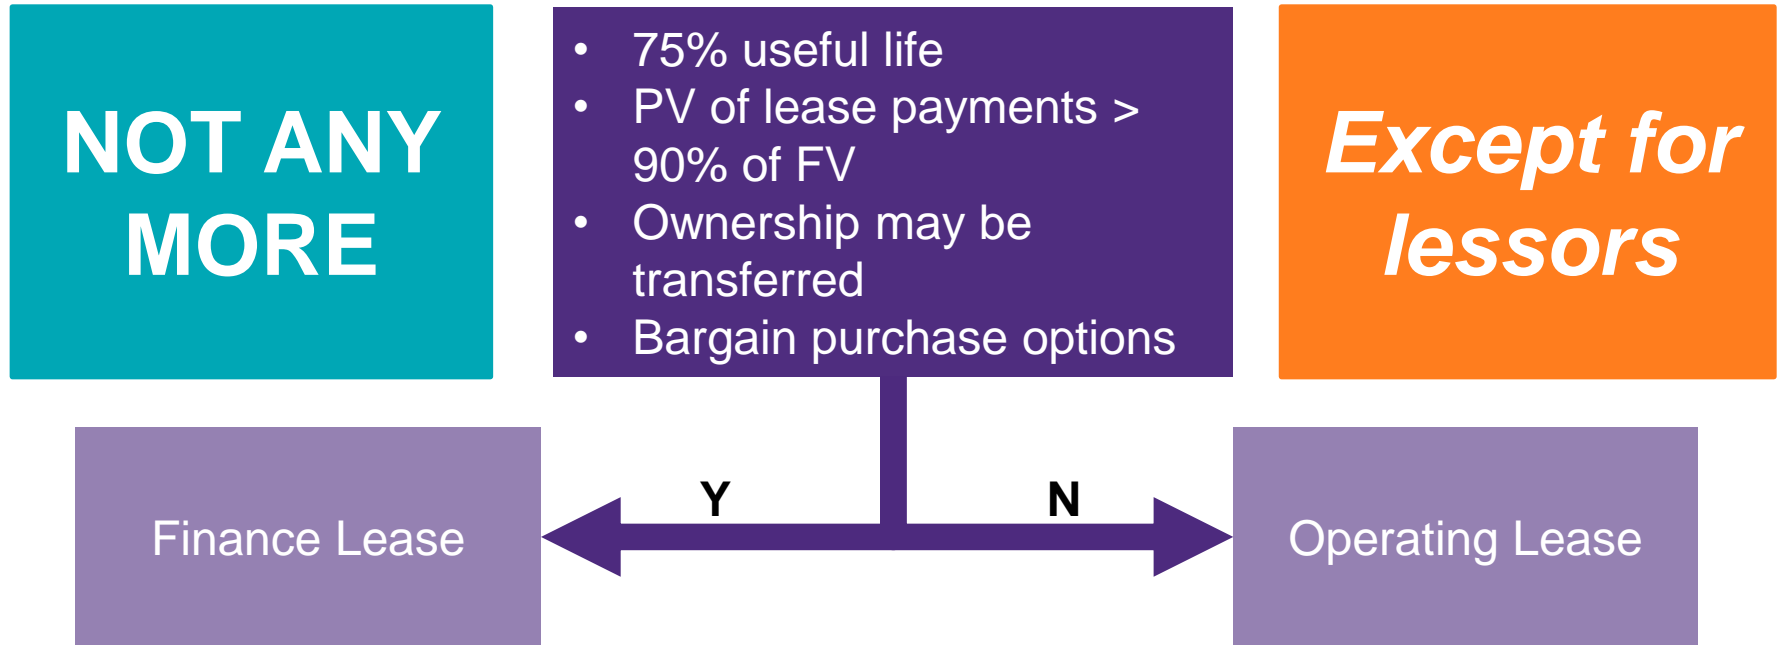 NOT ANY
MORE
• 75% useful life
• PV of lease payments >
90% of FV
• Ownership may be
transferred
• Bargain purchase options
Except for
lessors
Y
N
Finance Lease
Operating Lease